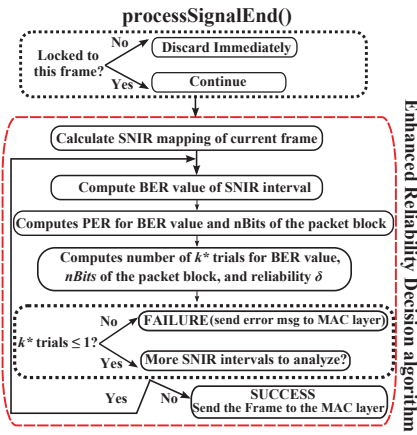 processSignalEnd()
Locked to
this frame?
No
Discard Immediately
Yes
Continue
Enhanced Reliability Decision algorithm
Calculate SNIR mapping of current frame
Compute BER value of SNIR interval
Computes PER for BER value and nBits of the packet block
Computes number of k* trials for BER value,
nBits of the packet block, and reliability δ
k* trials ≤ 1?
No
FAILURE(send error msg to MAC layer)
Yes
More SNIR intervals to analyze?
Yes
No
SUCCESS
Send the Frame to the MAC layer